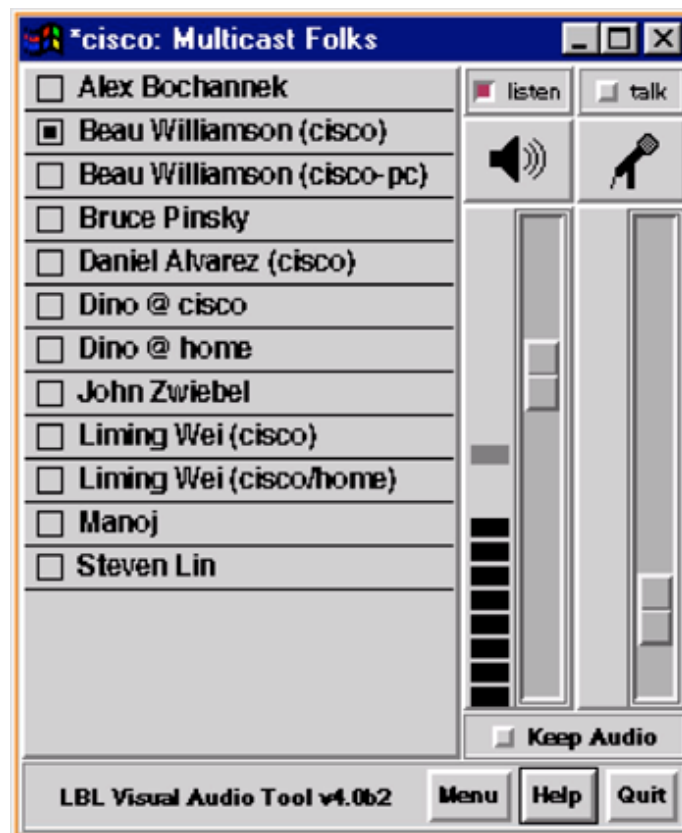 *cisco: Multicast Folks
Alex Bochannek
Beau Williamson (cisco)
Beau Williamson (cisco-pc)
Bruce Pinsky
Daniel Alvarez (cisco)
Dino @ cisco
Dino @ home
John Zwiebel
Liming Wei (cisco)
Liming Wei (cisco/home)
Manoj
Steven Lin
listen
talk
Keep Audio
LBL Visual Audio Tool v4.0b2
Menu
Help
Quit